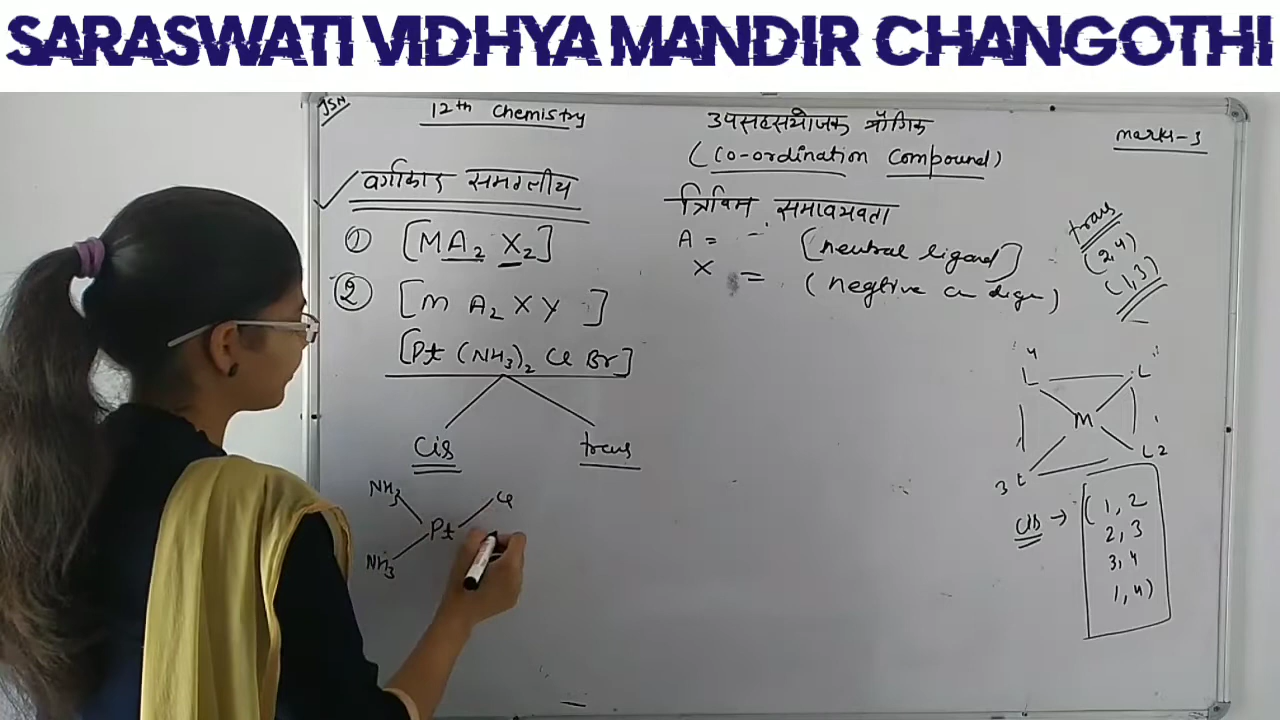 SARASWATI VIDHYA MANDIR CHANGOTHI
JSN
12th Chemistry
उपसहसंयोजक यौगिक
(Co-ordination Compound)
Marks-3
वर्गाकार समतलीय
त्रिविम समावयवता
① [MA2 X2]
A = (neutral ligand)
X = (negtive
② [M A2 X Y]
[Pt (NH3)2 Cl Br]
Cis
trans
NH3
Cl
Pt
NH3
trans
(2,4)
(1,3)
4
L L
M
L2
3 L
Cis → (1, 2
2, 3
3, 4
1, 4)